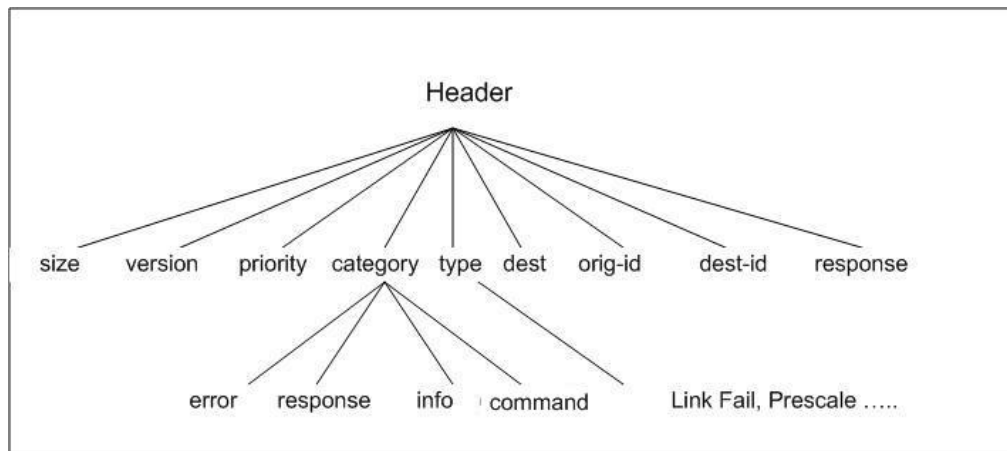 Header
size version priority category type dest orig-id dest-id response
error response info command Link Fail, Prescale …..